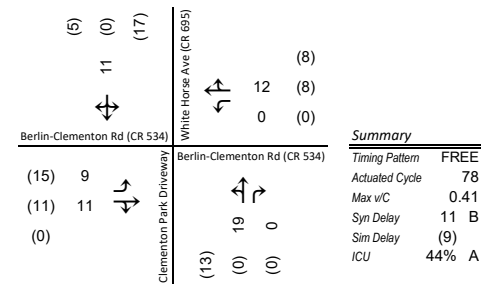 (5) (0) (17)
11
White Horse Ave (CR 695)
(8)
12 (8)
0 (0)
Berlin-Clementon Rd (CR 534)
Berlin-Clementon Rd (CR 534)
(15) 9
(11) 11
(0)
Clementon Park Driveway
19 0
(13) (0) (0)
Summary
Timing Pattern FREE
Actuated Cycle 78
Max v/C 0.41
Syn Delay 11 B
Sim Delay (9)
ICU 44% A